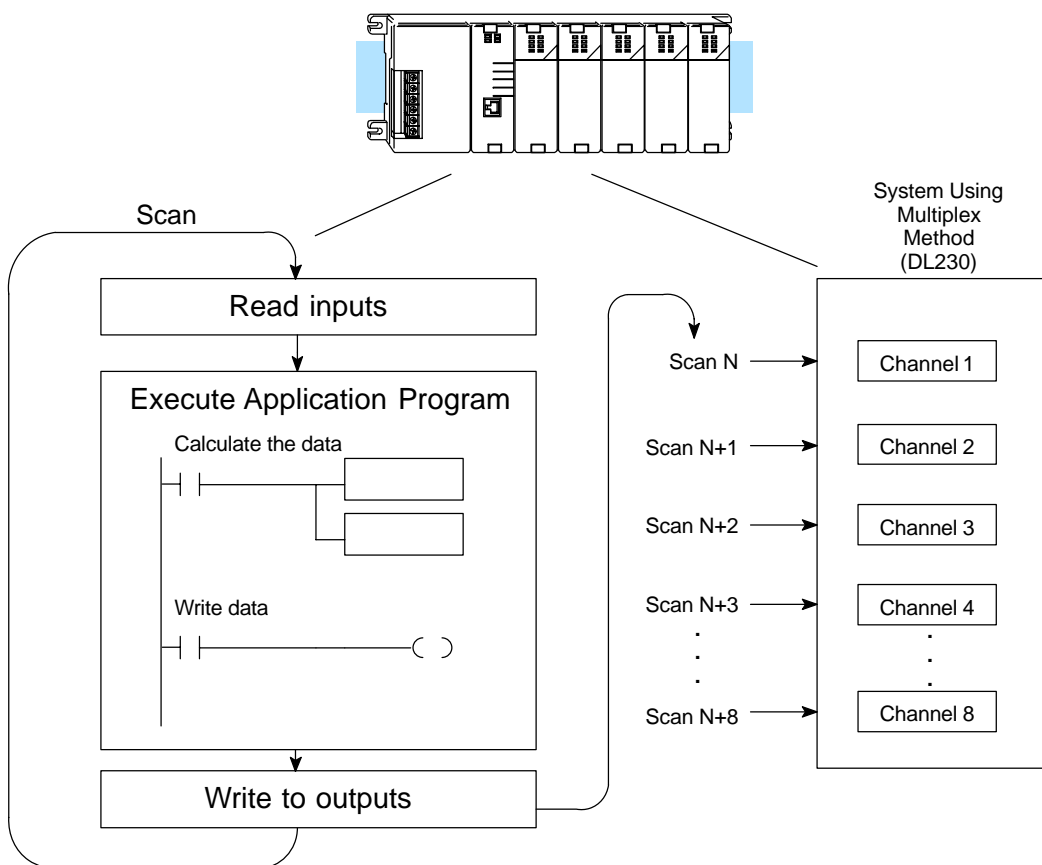 System Using
Multiplex
Method
(DL230)
Scan
Read inputs
Execute Application Program
Calculate the data
Write data
Write to outputs
Scan N
Channel 1
Scan N+1
Channel 2
Scan N+2
Channel 3
Scan N+3
Channel 4
Scan N+8
Channel 8